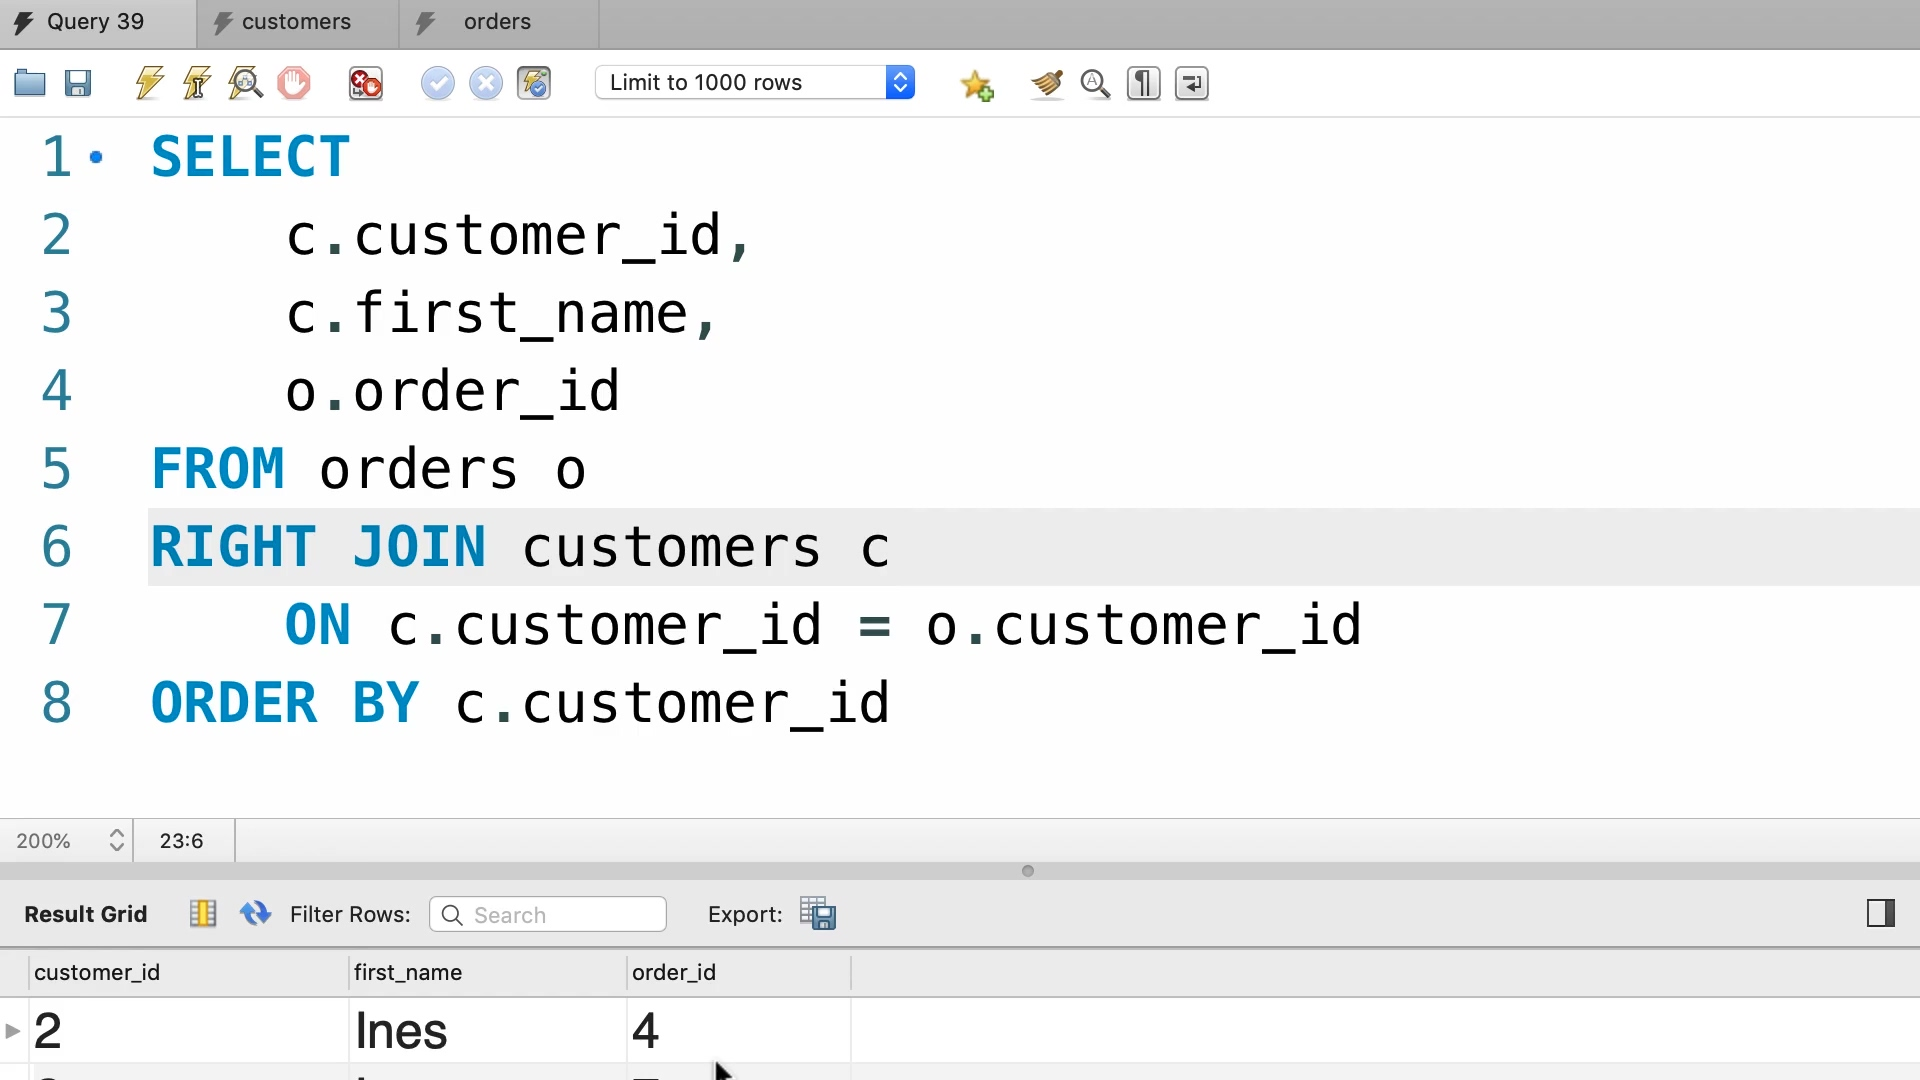 Query 39 customers orders
Limit to 1000 rows
1 SELECT
2 c.customer_id,
3 c.first_name,
4 o.order_id
5 FROM orders o
6 RIGHT JOIN customers c
7 ON c.customer_id = o.customer_id
8 ORDER BY c.customer_id
200% 23:6
Result Grid Filter Rows: Search Export:
customer_id first_name order_id
2 Ines 4